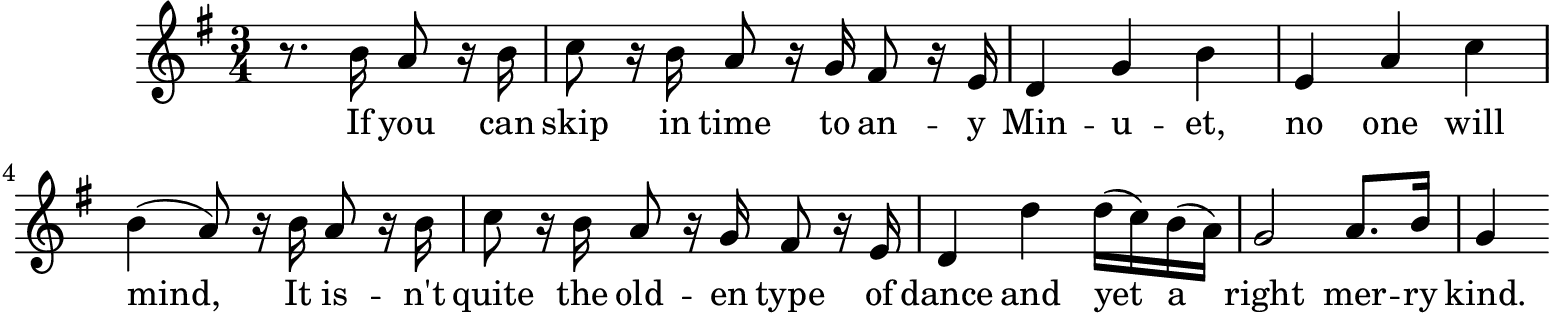 3
4
If you can skip in time to an -- y Min -- u -- et, no one will
4
mind, It is -- n't quite the old -- en type of dance and yet a right mer -- ry kind.